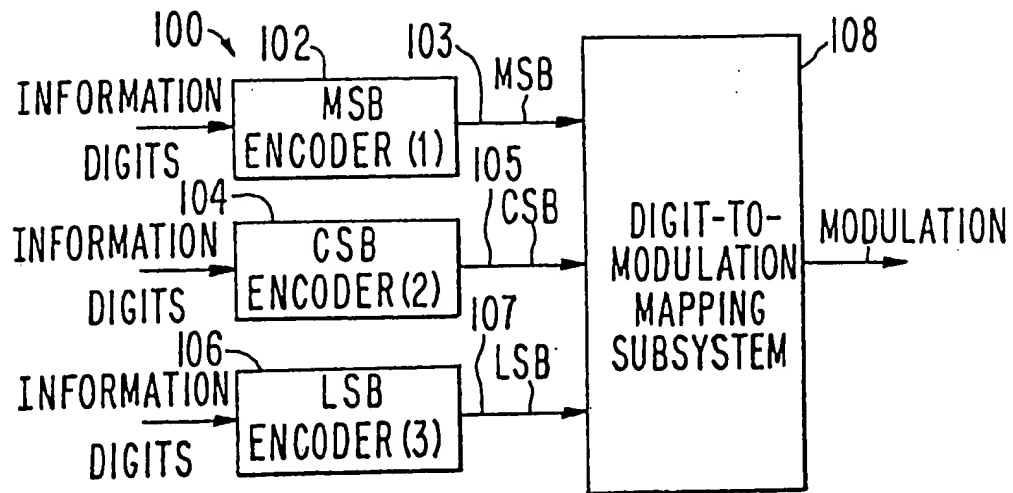 100
102
103
MSB
108
INFORMATION
DIGITS
MSB
ENCODER (1)
104
105
CSB
INFORMATION
DIGITS
CSB
ENCODER (2)
DIGIT-TO-
MODULATION
MAPPING
SUBSYSTEM
MODULATION
106
107
LSB
INFORMATION
DIGITS
LSB
ENCODER (3)